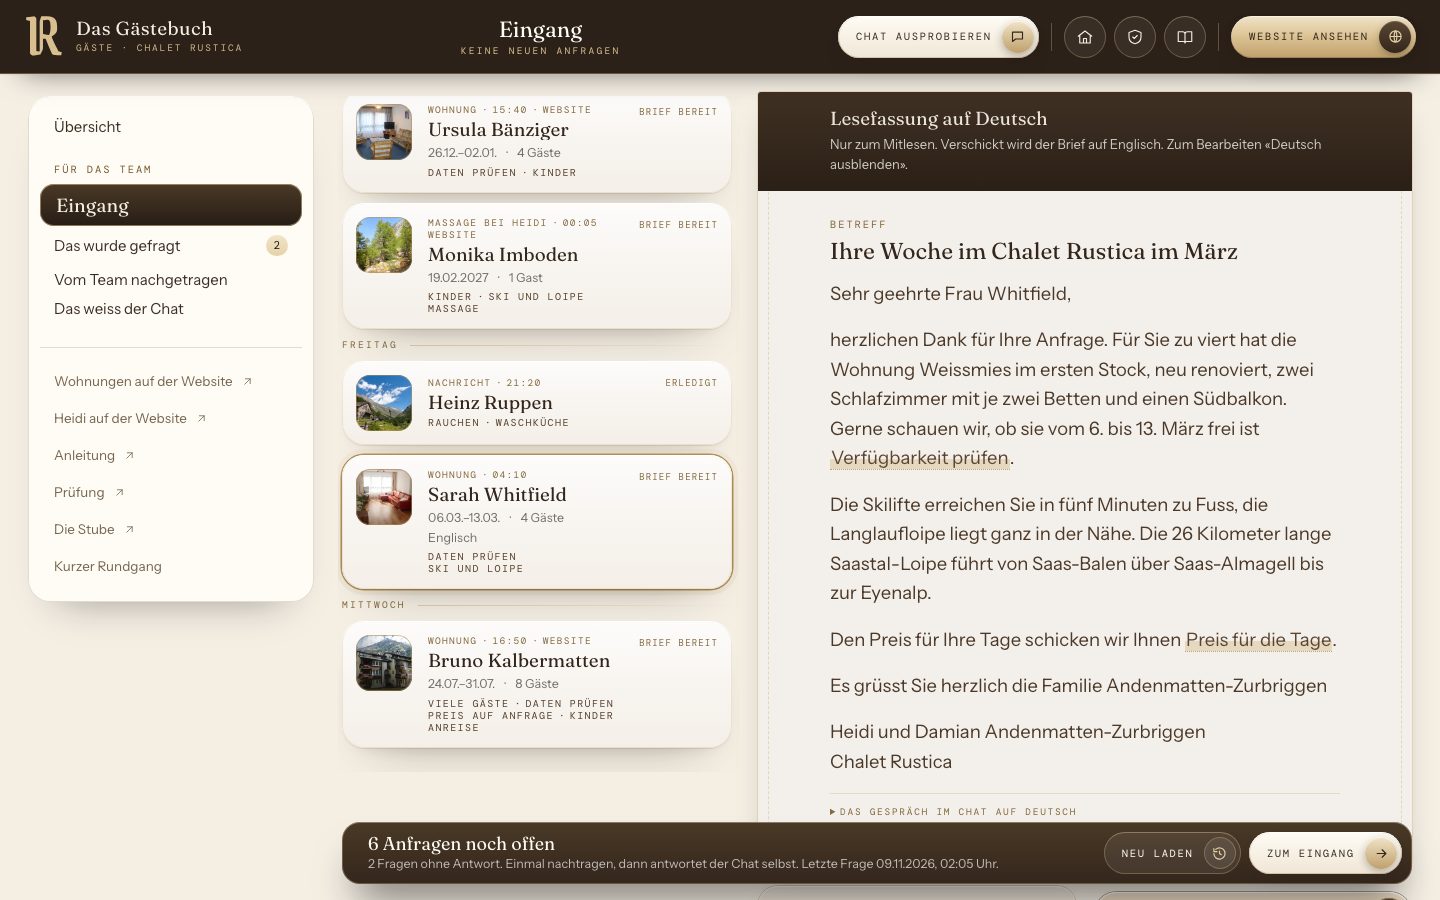 Das Gästebuch
GÄSTE · CHALET RUSTICA
Eingang
KEINE NEUEN ANFRAGEN
CHAT AUSPROBIEREN
WEBSITE ANSEHEN
Übersicht
FÜR DAS TEAM
Eingang
Das wurde gefragt 2
Vom Team nachgetragen
Das weiss der Chat
Wohnungen auf der Website ↗
Heidi auf der Website ↗
Anleitung ↗
Prüfung ↗
Die Stube ↗
Kurzer Rundgang
WOHNUNG · 15:40 · WEBSITE
BRIEF BEREIT
Ursula Bänziger
26.12.–02.01. · 4 Gäste
DATEN PRÜFEN · KINDER
MASSAGE BEI HEIDI · 00:05
WEBSITE
BRIEF BEREIT
Monika Imboden
19.02.2027 · 1 Gast
KINDER · SKI UND LOIPE
MASSAGE
FREITAG
NACHRICHT · 21:20
ERLEDIGT
Heinz Ruppen
RAUCHEN · WASCHKÜCHE
WOHNUNG · 04:10
BRIEF BEREIT
Sarah Whitfield
06.03.–13.03. · 4 Gäste
Englisch
DATEN PRÜFEN
SKI UND LOIPE
MITTWOCH
WOHNUNG · 16:50 · WEBSITE
BRIEF BEREIT
Bruno Kalbermatten
24.07.–31.07. · 8 Gäste
VIELE GÄSTE · DATEN PRÜFEN
PREIS AUF ANFRAGE · KINDER
ANREISE
Lesefassung auf Deutsch
Nur zum Mitlesen. Verschickt wird der Brief auf Englisch. Zum Bearbeiten «Deutsch
ausblenden».
BETREFF
Ihre Woche im Chalet Rustica im März
Sehr geehrte Frau Whitfield,
herzlichen Dank für Ihre Anfrage. Für Sie zu viert hat die
Wohnung Weissmies im ersten Stock, neu renoviert, zwei
Schlafzimmer mit je zwei Betten und einen Südbalkon.
Gerne schauen wir, ob sie vom 6. bis 13. März frei ist
Verfügbarkeit prüfen.
Die Skilifte erreichen Sie in fünf Minuten zu Fuss, die
Langlaufloipe liegt ganz in der Nähe. Die 26 Kilometer lange
Saastal-Loipe führt von Saas-Balen über Saas-Almagell bis
zur Eyenalp.
Den Preis für Ihre Tage schicken wir Ihnen Preis für die Tage.
Es grüsst Sie herzlich die Familie Andenmatten-Zurbriggen
Heidi und Damian Andenmatten-Zurbriggen
Chalet Rustica
▶ DAS GESPRÄCH IM CHAT AUF DEUTSCH
6 Anfragen noch offen
2 Fragen ohne Antwort. Einmal nachtragen, dann antwortet der Chat selbst. Letzte Frage 09.11.2026, 02:05 Uhr.
NEU LADEN
ZUM EINGANG